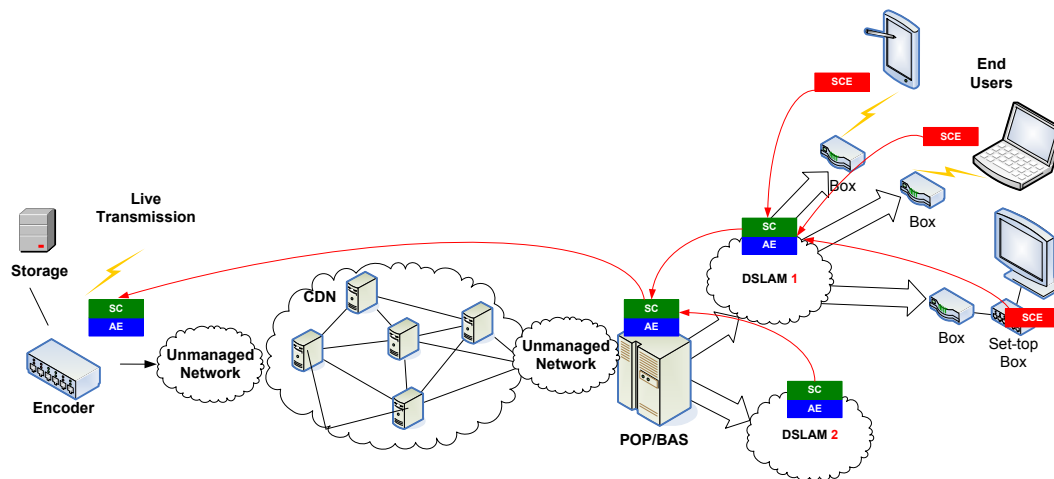 SCE
End
Users
SCE
Box
Box
Live
Transmission
Storage
SC
AE
SC
AE
DSLAM 1
CDN
SC
AE
SCE
Box
Set-top
Box
Unmanaged
Network
Unmanaged
Network
Encoder
SC
AE
POP/BAS
DSLAM 2